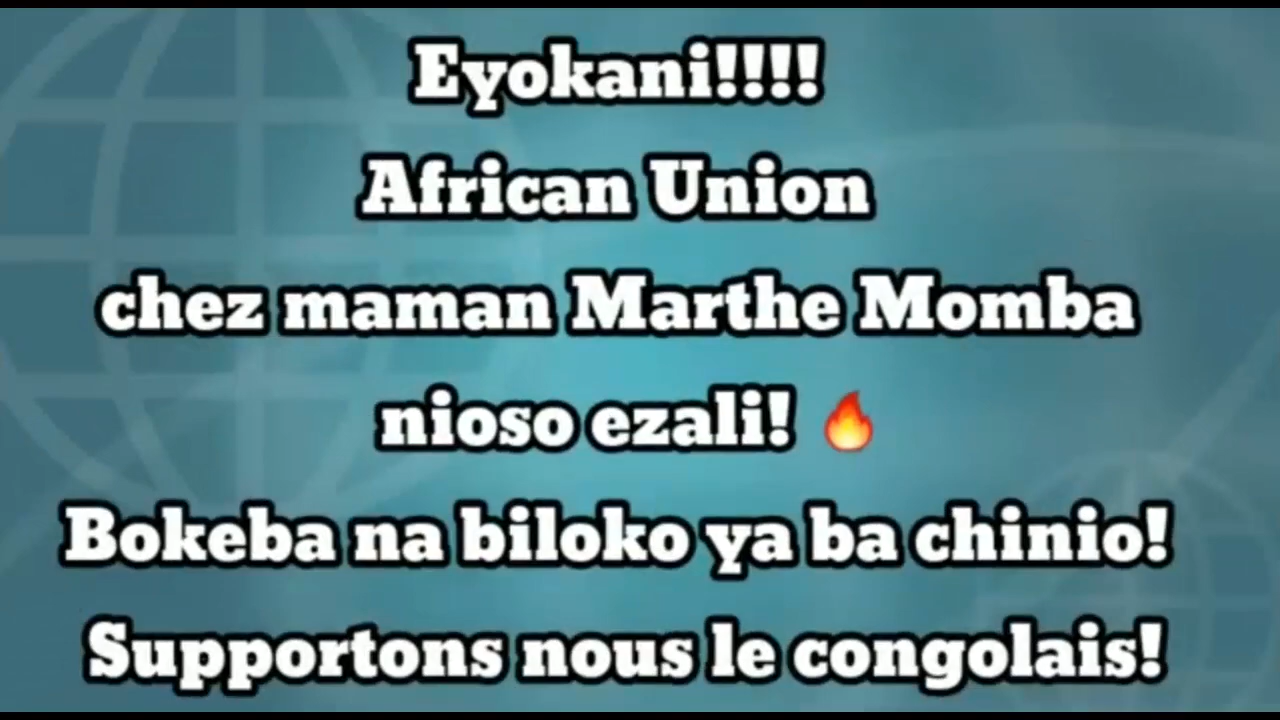 Eyokani!!!!
African Union
chez maman Marthe Momba
nioso ezali! 🔥
Bokeba na biloko ya ba chinio!
Supportons nous le congolais!